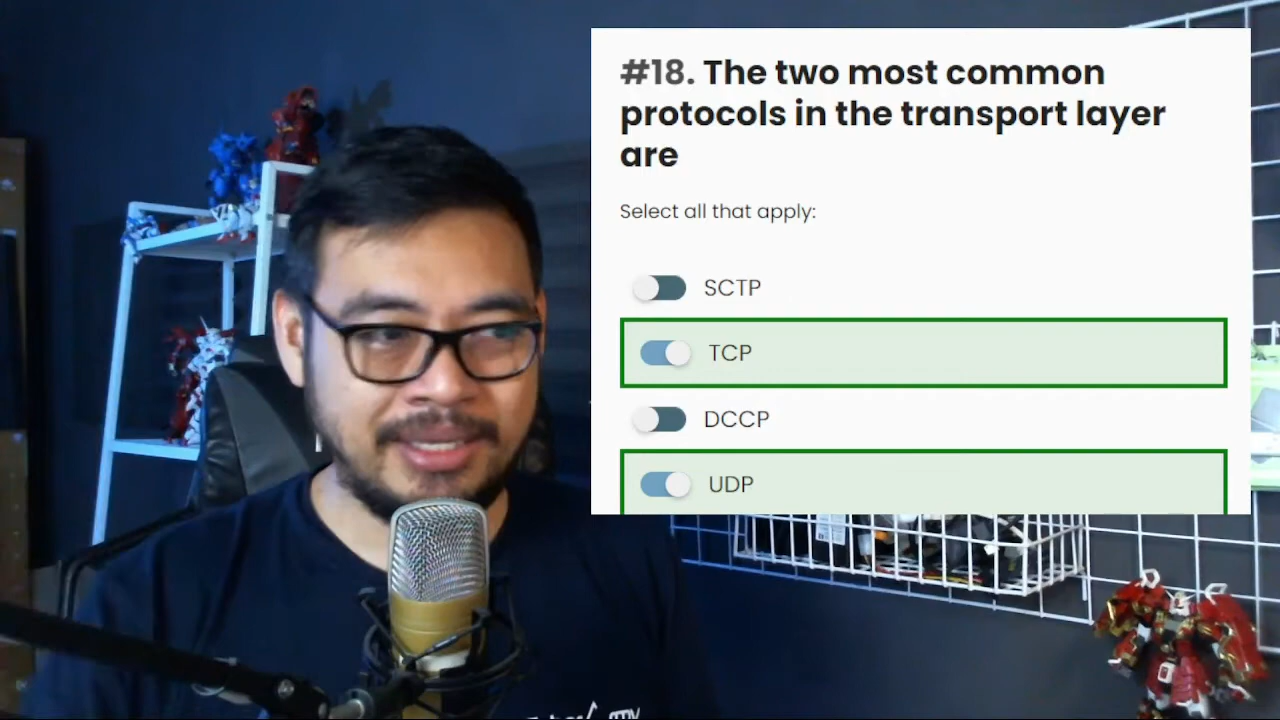 #18. The two most common
protocols in the transport layer
are
Select all that apply:
SCTP
TCP
DCCP
UDP